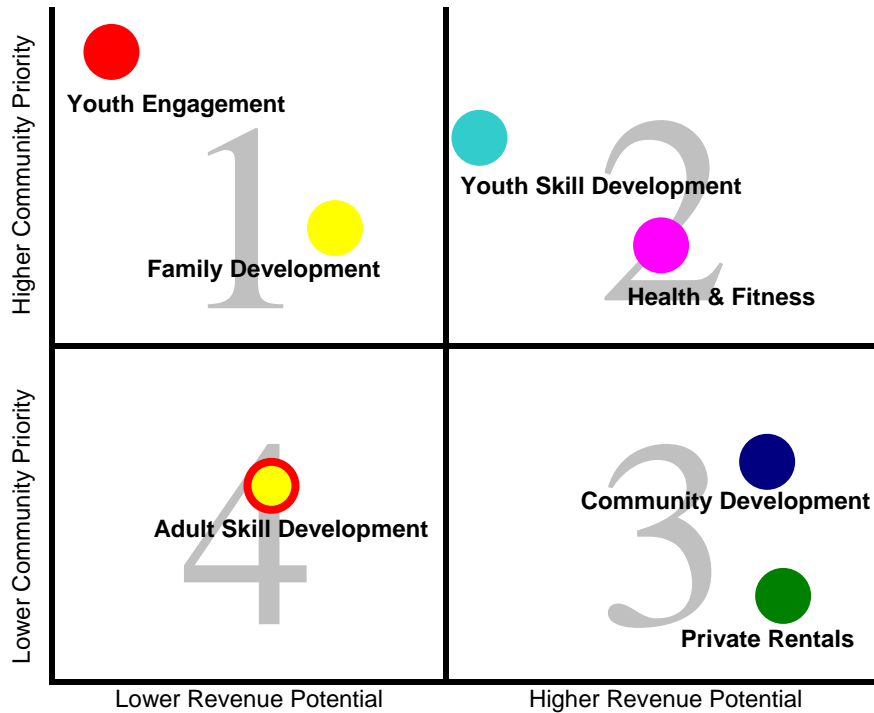 Higher Community Priority
Youth Engagement
1
Family Development
Youth Skill Development
2
Health & Fitness
Lower Community Priority
4
Adult Skill Development
3
Community Development
Private Rentals
Lower Revenue Potential
Higher Revenue Potential